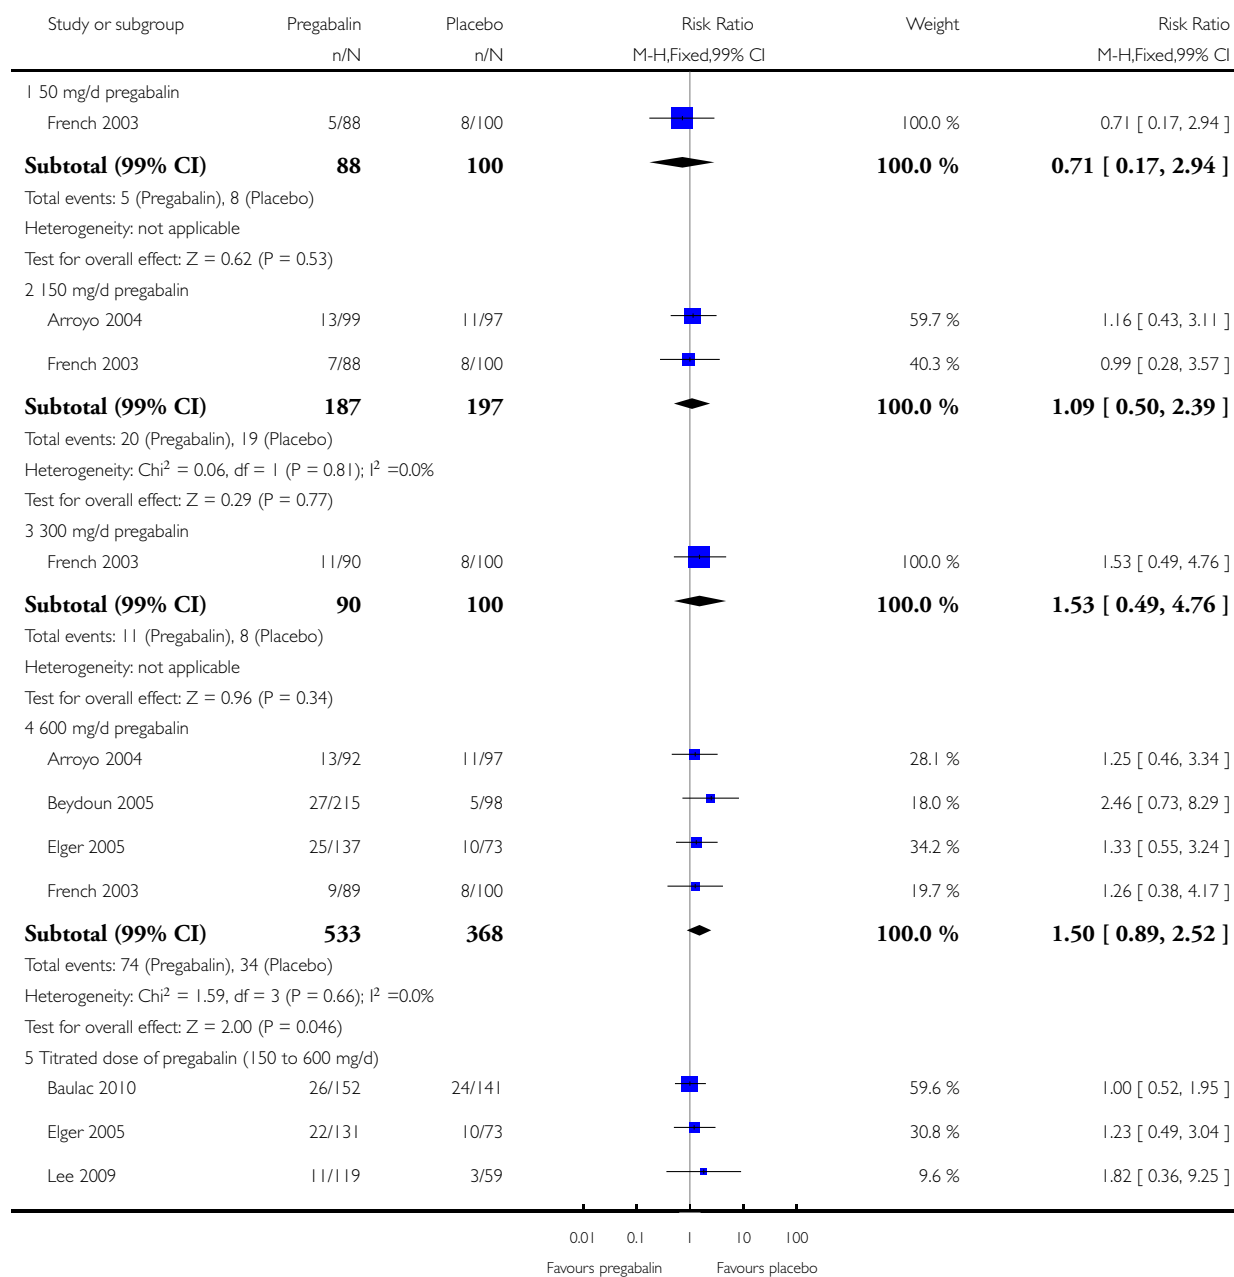 Study or subgroup Pregabalin Placebo Risk Ratio Weight Risk Ratio
n/N n/N M-H,Fixed,99% CI M-H,Fixed,99% CI
1 50 mg/d pregabalin
French 2003 5/88 8/100 100.0 % 0.71 [ 0.17, 2.94 ]
Subtotal (99% CI) 88 100 100.0 % 0.71 [ 0.17, 2.94 ]
Total events: 5 (Pregabalin), 8 (Placebo)
Heterogeneity: not applicable
Test for overall effect: Z = 0.62 (P = 0.53)
2 150 mg/d pregabalin
Arroyo 2004 13/99 11/97 59.7 % 1.16 [ 0.43, 3.11 ]
French 2003 7/88 8/100 40.3 % 0.99 [ 0.28, 3.57 ]
Subtotal (99% CI) 187 197 100.0 % 1.09 [ 0.50, 2.39 ]
Total events: 20 (Pregabalin), 19 (Placebo)
Heterogeneity: Chi² = 0.06, df = 1 (P = 0.81); I² =0.0%
Test for overall effect: Z = 0.29 (P = 0.77)
3 300 mg/d pregabalin
French 2003 11/90 8/100 100.0 % 1.53 [ 0.49, 4.76 ]
Subtotal (99% CI) 90 100 100.0 % 1.53 [ 0.49, 4.76 ]
Total events: 11 (Pregabalin), 8 (Placebo)
Heterogeneity: not applicable
Test for overall effect: Z = 0.96 (P = 0.34)
4 600 mg/d pregabalin
Arroyo 2004 13/92 11/97 28.1 % 1.25 [ 0.46, 3.34 ]
Beydoun 2005 27/215 5/98 18.0 % 2.46 [ 0.73, 8.29 ]
Elger 2005 25/137 10/73 34.2 % 1.33 [ 0.55, 3.24 ]
French 2003 9/89 8/100 19.7 % 1.26 [ 0.38, 4.17 ]
Subtotal (99% CI) 533 368 100.0 % 1.50 [ 0.89, 2.52 ]
Total events: 74 (Pregabalin), 34 (Placebo)
Heterogeneity: Chi² = 1.59, df = 3 (P = 0.66); I² =0.0%
Test for overall effect: Z = 2.00 (P = 0.046)
5 Titrated dose of pregabalin (150 to 600 mg/d)
Baulac 2010 26/152 24/141 59.6 % 1.00 [ 0.52, 1.95 ]
Elger 2005 22/131 10/73 30.8 % 1.23 [ 0.49, 3.04 ]
Lee 2009 11/119 3/59 9.6 % 1.82 [ 0.36, 9.25 ]
0.01 0.1 1 10 100
Favours pregabalin Favours placebo